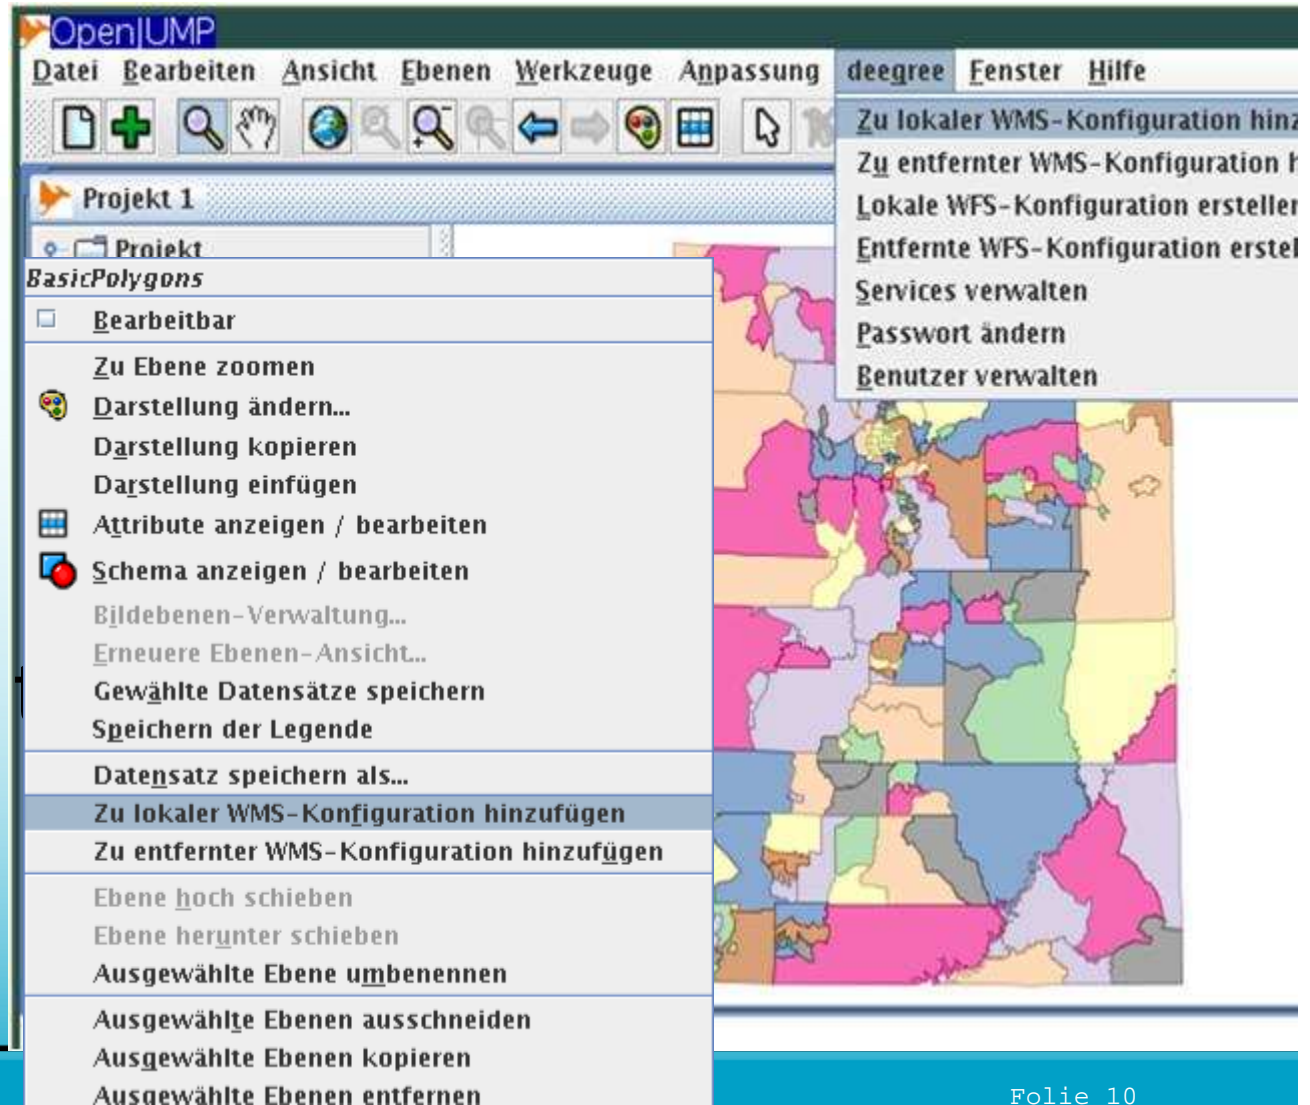 OpenJUMP
Datei Bearbeiten Ansicht Ebenen Werkzeuge Anpassung deegree Fenster Hilfe
Zu lokaler WMS-Konfiguration hinz
Zu entfernter WMS-Konfiguration h
Lokale WFS-Konfiguration ersteller
Entfernte WFS-Konfiguration erstel
Services verwalten
Passwort ändern
Benutzer verwalten
Projekt 1
Projekt
BasicPolygons
Bearbeitbar
Zu Ebene zoomen
Darstellung ändern...
Darstellung kopieren
Darstellung einfügen
Attribute anzeigen / bearbeiten
Schema anzeigen / bearbeiten
Bildebenen-Verwaltung...
Erneuere Ebenen-Ansicht...
Gewählte Datensätze speichern
Speichern der Legende
Datensatz speichern als...
Zu lokaler WMS-Konfiguration hinzufügen
Zu entfernter WMS-Konfiguration hinzufügen
Ebene hoch schieben
Ebene herunter schieben
Ausgewählte Ebene umbenennen
Ausgewählte Ebenen ausschneiden
Ausgewählte Ebenen kopieren
Ausgewählte Ebenen entfernen
Folie 10